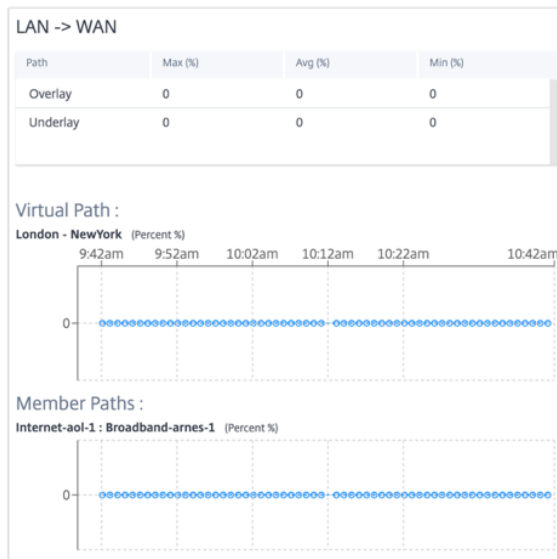 LAN -> WAN
Path Max (%) Avg (%) Min (%)
Overlay 0 0 0
Underlay 0 0 0
Virtual Path :
London - NewYork (Percent %)
9:42am 9:52am 10:02am 10:12am 10:22am 10:42am
0
Member Paths :
Internet-aol-1 : Broadband-arnes-1 (Percent %)
0